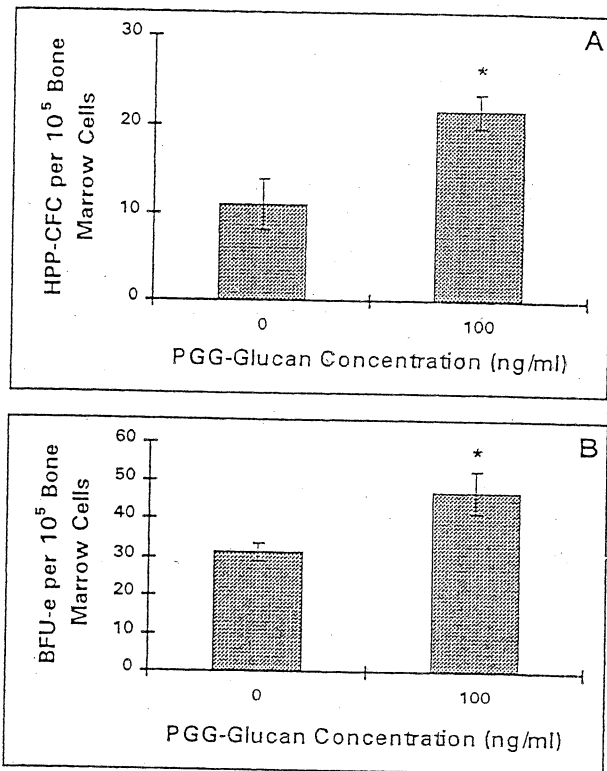 A
30
20
10
0
HPP-CFC per 10⁵ Bone
Marrow Cells
*
0
100
PGG-Glucan Concentration (ng/ml)
B
60
50
40
30
20
10
0
BFU-e per 10⁵ Bone
Marrow Cells
*
0
100
PGG-Glucan Concentration (ng/ml)